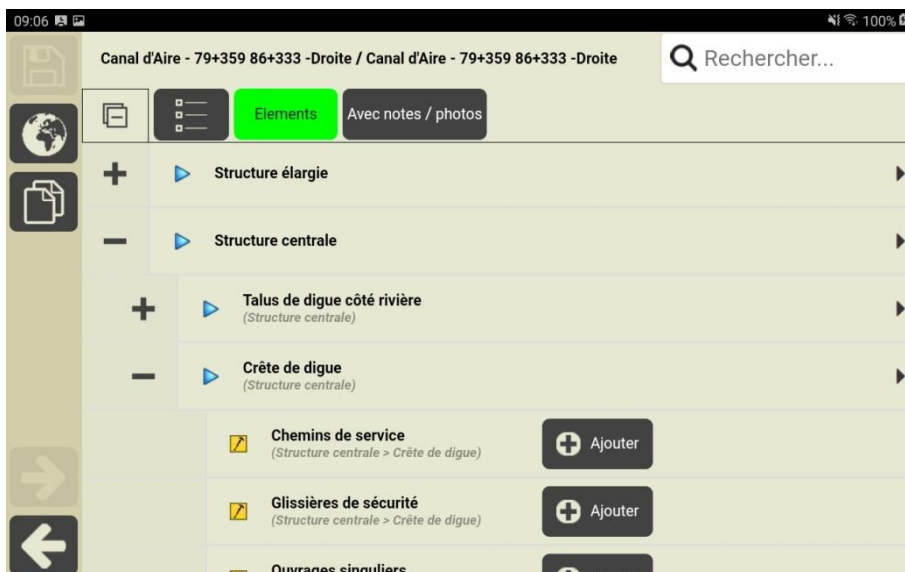 09:06 100%
Canal d'Aire - 79+359 86+333 -Droite / Canal d'Aire - 79+359 86+333 -Droite
Rechercher...
Elements
Avec notes / photos
Structure élargie
Structure centrale
Talus de digue côté rivière
(Structure centrale)
Crête de digue
(Structure centrale)
Chemins de service
(Structure centrale > Crête de digue)
Ajouter
Glissières de sécurité
(Structure centrale > Crête de digue)
Ajouter
Ouvrages singuliers